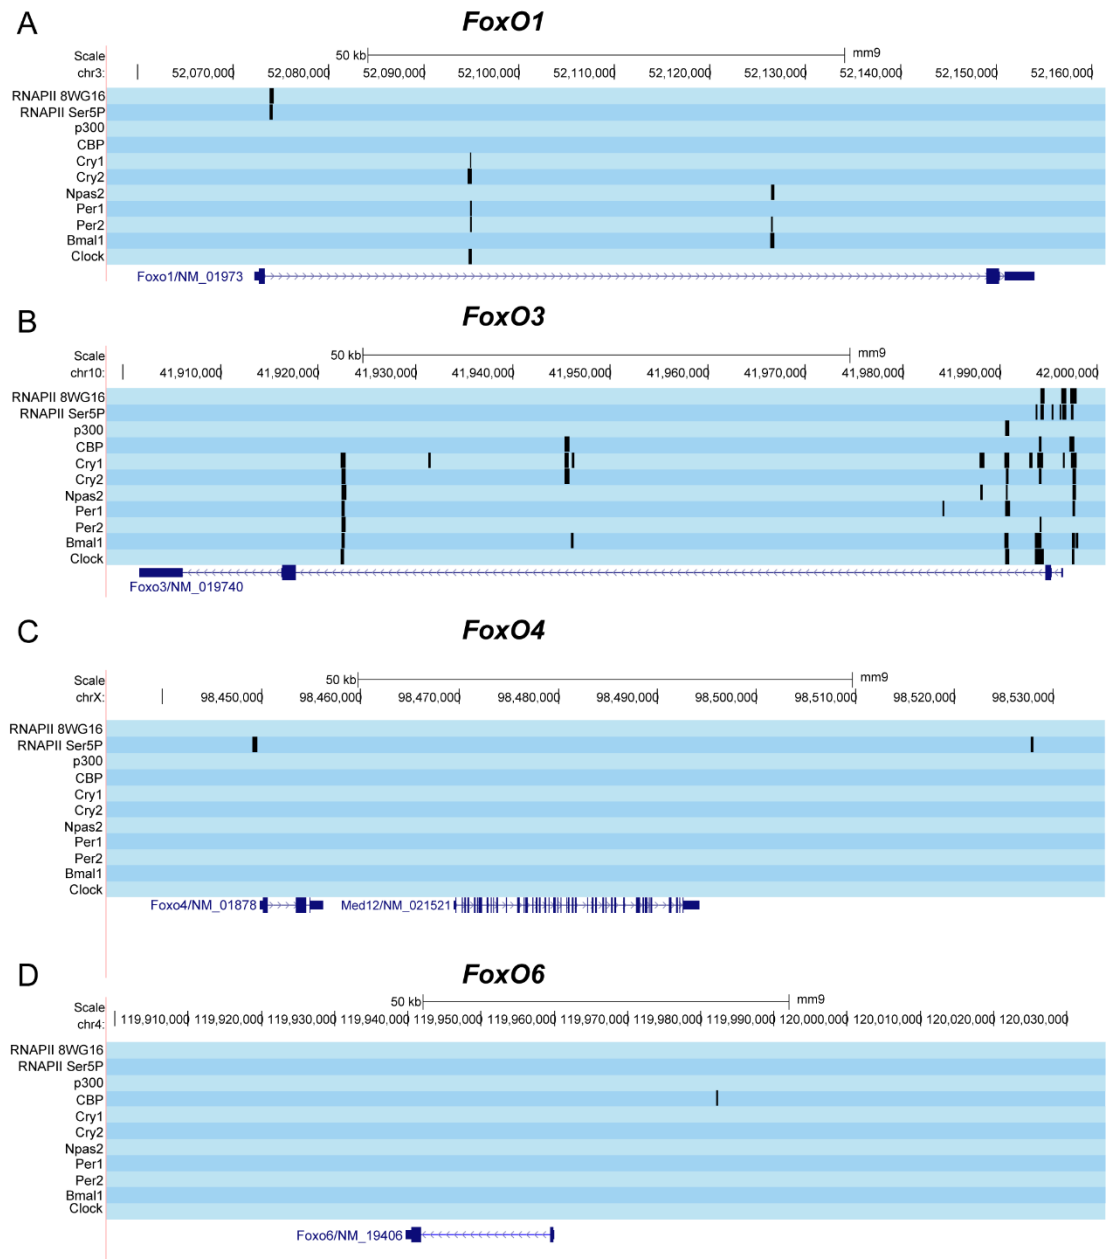 A FoxO1
Scale 50 kb mm9
chr3: 52,070,000 52,080,000 52,090,000 52,100,000 52,110,000 52,120,000 52,130,000 52,140,000 52,150,000 52,160,000
RNAPII 8WG16
RNAPII Ser5P
p300
CBP
Cry1
Cry2
Npas2
Per1
Per2
Bmal1
Clock
Foxo1/NM_01973
B FoxO3
Scale 50 kb mm9
chr10: 41,910,000 41,920,000 41,930,000 41,940,000 41,950,000 41,960,000 41,970,000 41,980,000 41,990,000 42,000,000
RNAPII 8WG16
RNAPII Ser5P
p300
CBP
Cry1
Cry2
Npas2
Per1
Per2
Bmal1
Clock
Foxo3/NM_019740
C FoxO4
Scale 50 kb mm9
chrX: 98,450,000 98,460,000 98,470,000 98,480,000 98,490,000 98,500,000 98,510,000 98,520,000 98,530,000
RNAPII 8WG16
RNAPII Ser5P
p300
CBP
Cry1
Cry2
Npas2
Per1
Per2
Bmal1
Clock
Foxo4/NM_01878 Med12/NM_021521
D FoxO6
Scale 50 kb mm9
chr4: 119,910,000 119,920,000 119,930,000 119,940,000 119,950,000 119,960,000 119,970,000 119,980,000 119,990,000 120,000,000 120,010,000 120,020,000 120,030,000
RNAPII 8WG16
RNAPII Ser5P
p300
CBP
Cry1
Cry2
Npas2
Per1
Per2
Bmal1
Clock
Foxo6/NM_19406